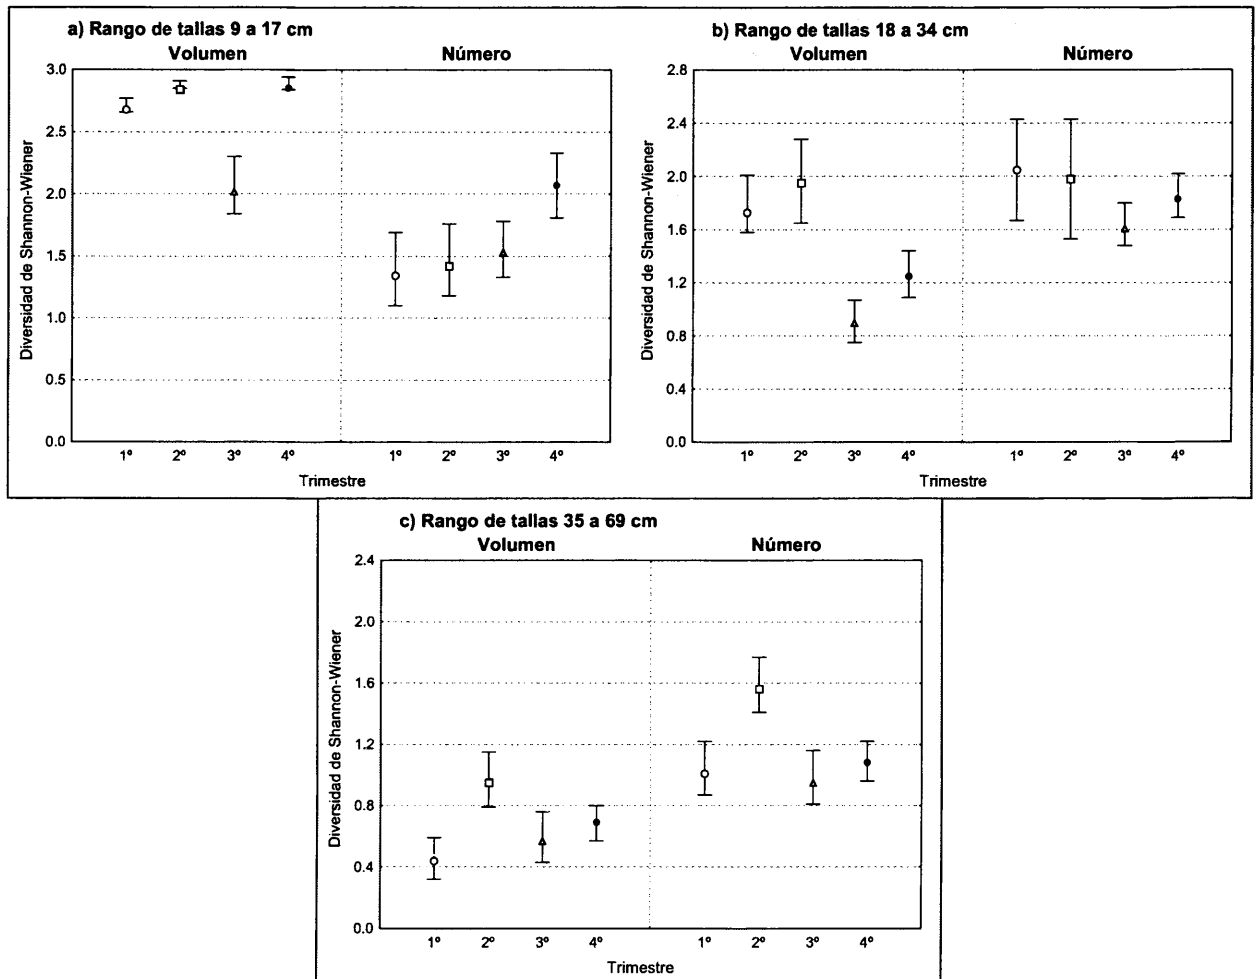 a) Rango de tallas 9 a 17 cm
Volumen Número
Diversidad de Shannon-Wiener
3.0
2.5
2.0
1.5
1.0
0.5
0.0
1º 2º 3º 4º 1º 2º 3º 4º
Trimestre
b) Rango de tallas 18 a 34 cm
Volumen Número
Diversidad de Shannon-Wiener
2.8
2.4
2.0
1.6
1.2
0.8
0.4
0.0
1º 2º 3º 4º 1º 2º 3º 4º
Trimestre
c) Rango de tallas 35 a 69 cm
Volumen Número
Diversidad de Shannon-Wiener
2.4
2.0
1.6
1.2
0.8
0.4
0.0
1º 2º 3º 4º 1º 2º 3º 4º
Trimestre